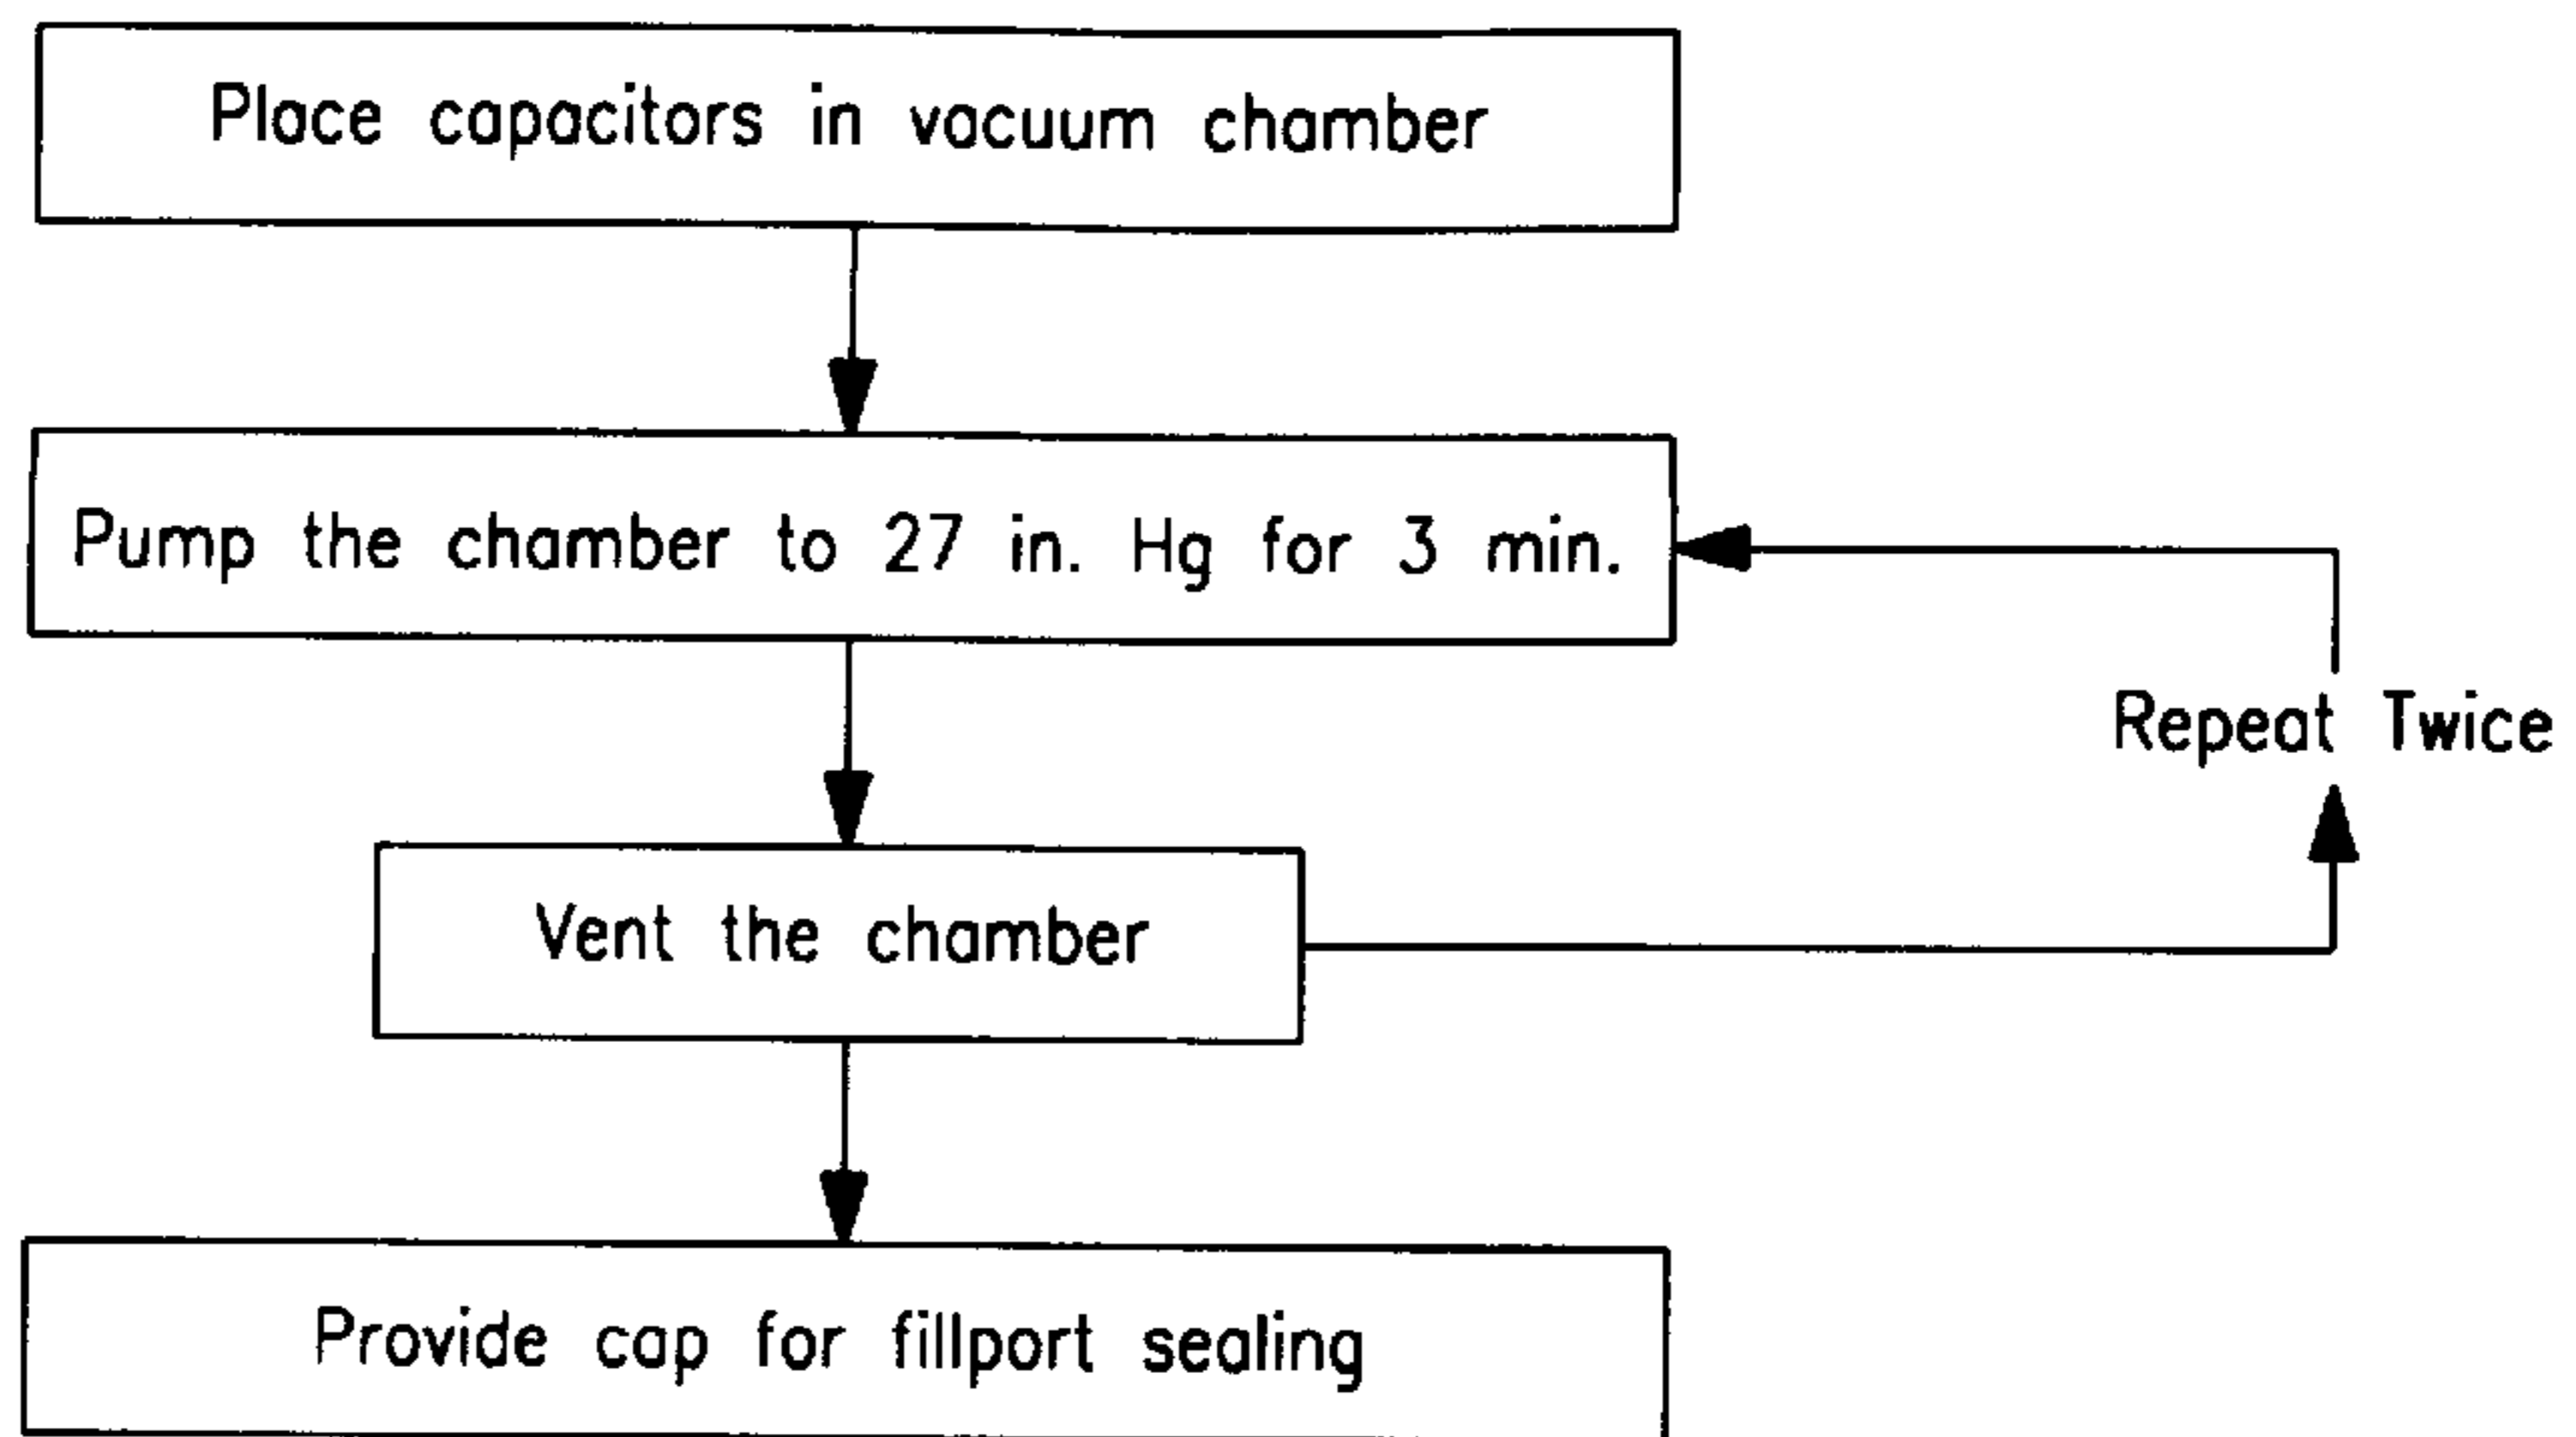 Place capacitors in vacuum chamber
Pump the chamber to 27 in. Hg for 3 min.
Repeat Twice
Vent the chamber
Provide cap for fillport sealing